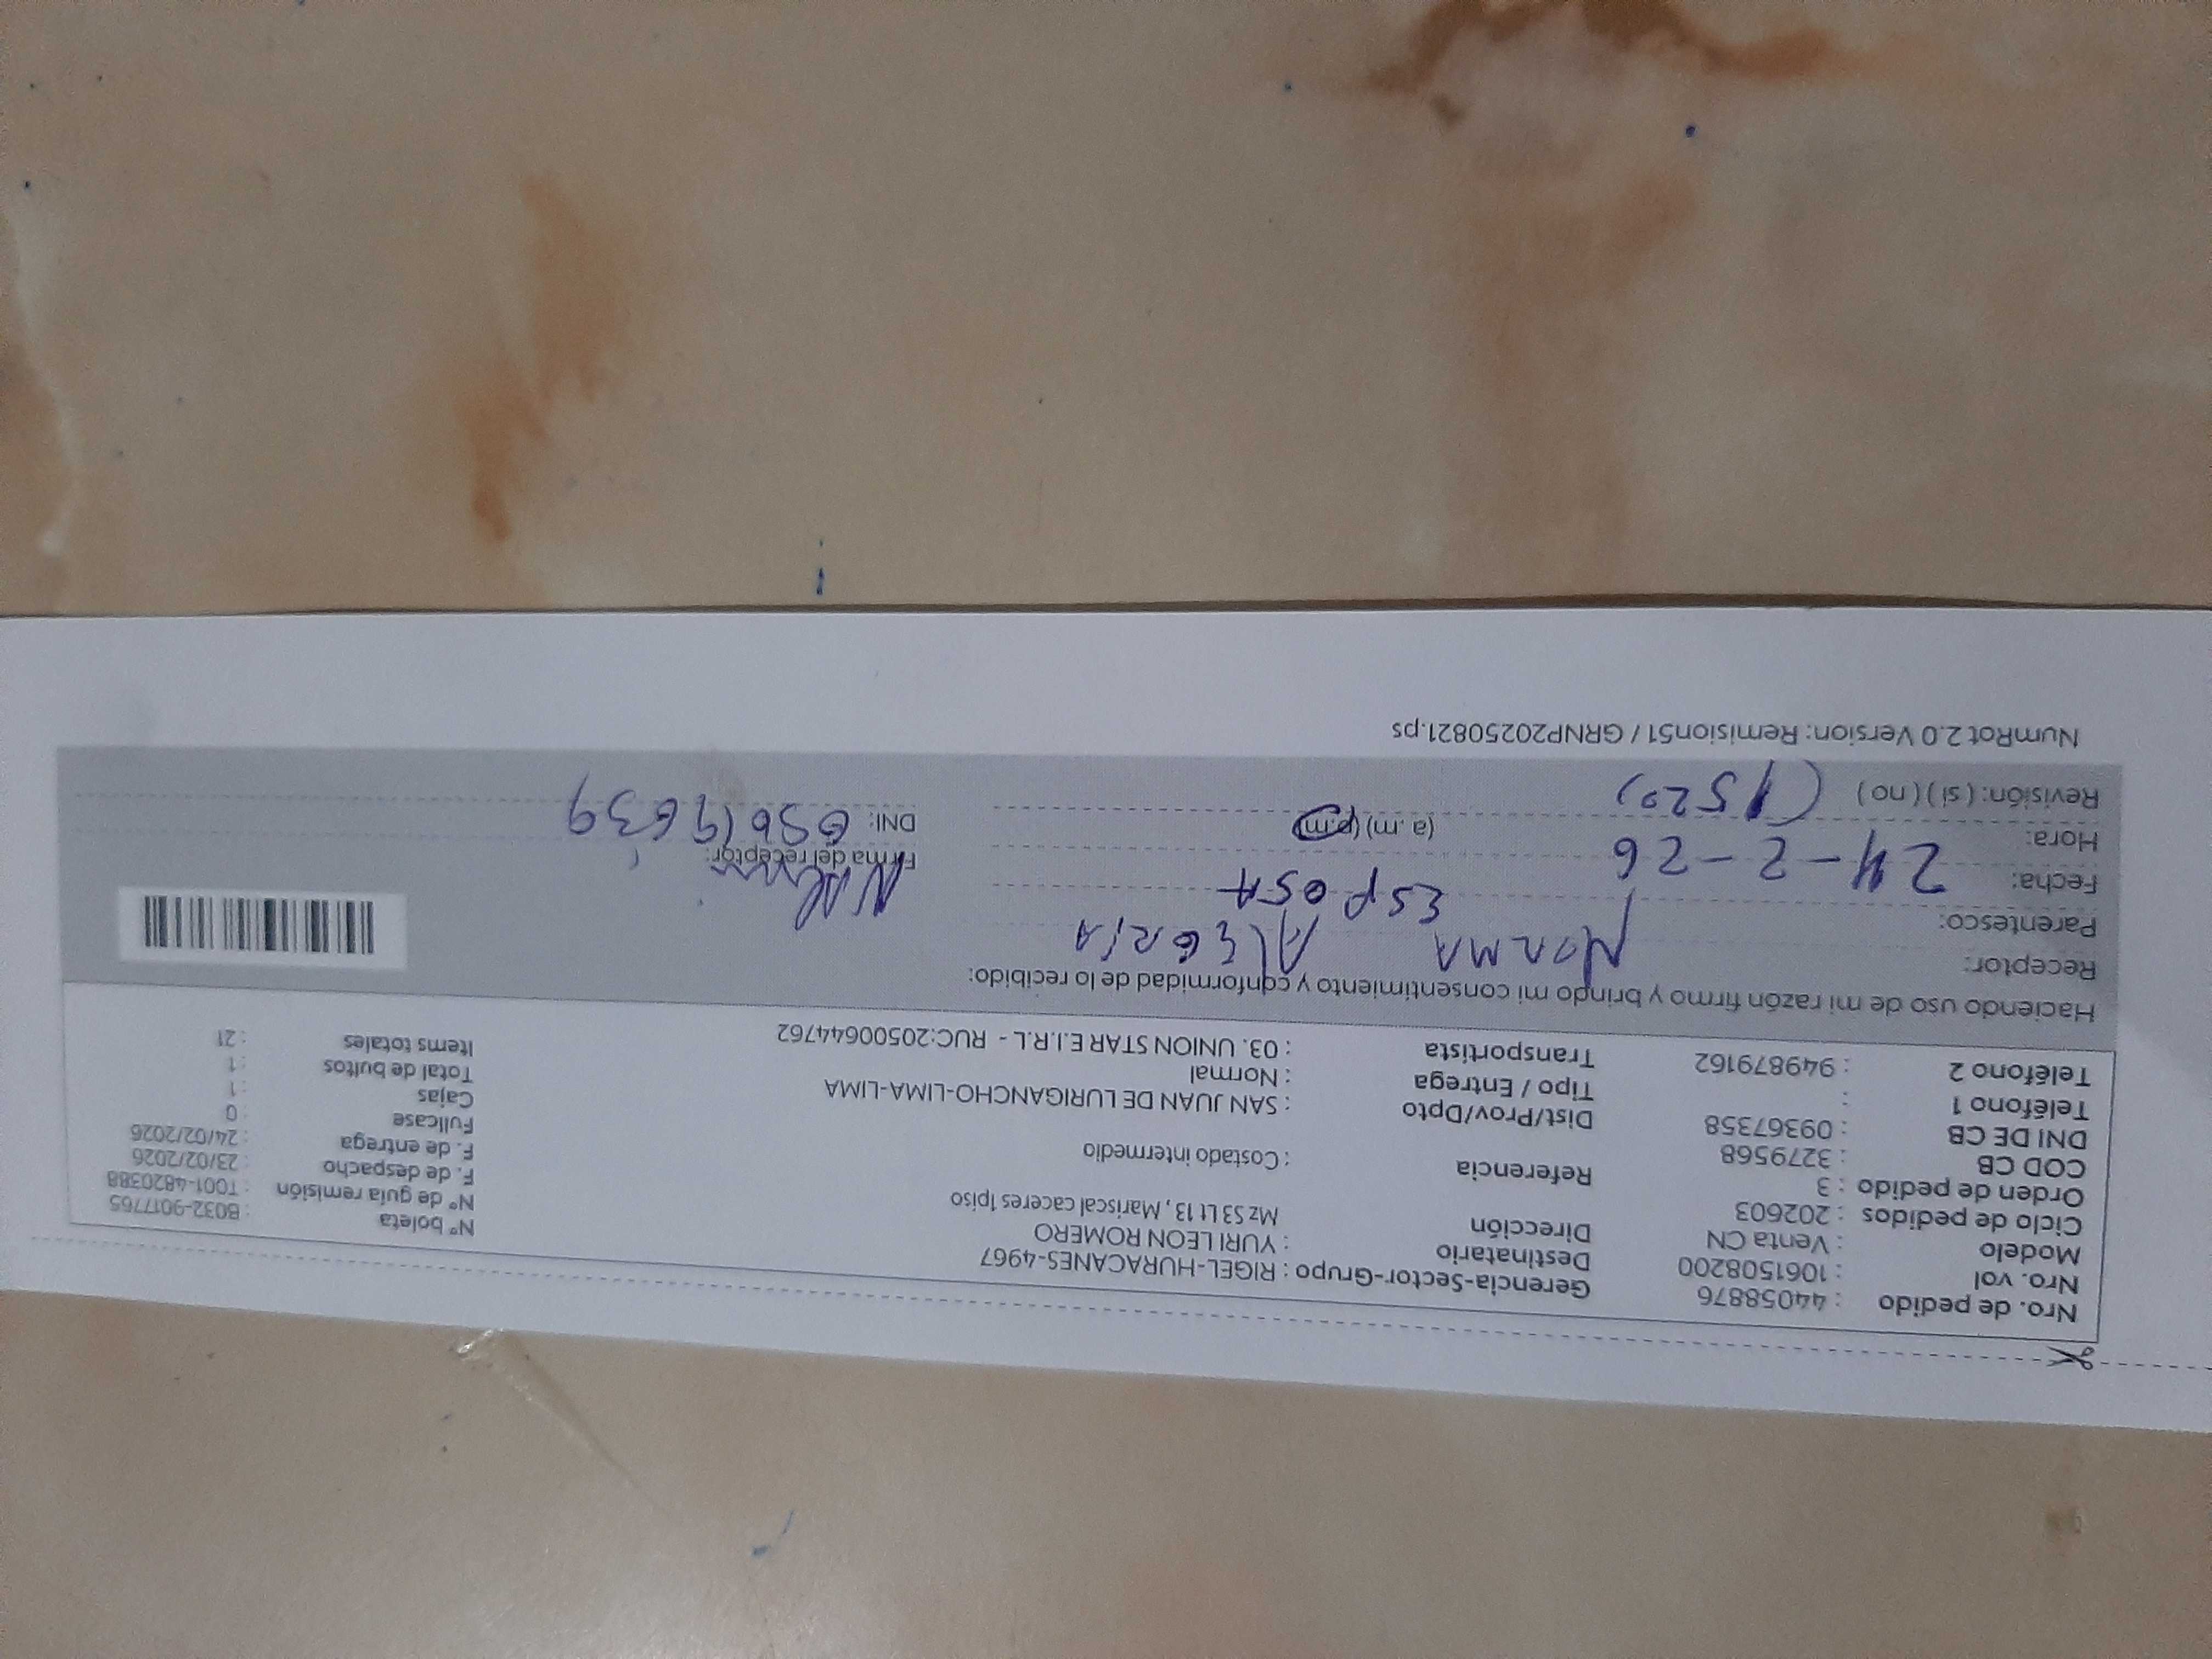 Nro. de pedido : 44058876 Gerencia-Sector-Grupo : RIGEL-HURACANES-4967 N° boleta : B032-9017765
Nro. vol : 1061508200 Destinatario : YURI LEON ROMERO N° de guía remisión : T001-4820388
Modelo : Venta CN Dirección Mz S3 Lt 13 , Mariscal caceres 1piso F. de despacho : 23/02/2026
Ciclo de pedidos : 202603 F. de entrega : 24/02/2026
Orden de pedido : 3 Referencia : Costado intermedio Fullcase : 0
COD CB : 3279568 Cajas : 1
DNI DE CB : 09367358 Dist/Prov/Dpto : SAN JUAN DE LURIGANCHO-LIMA-LIMA Total de bultos : 1
Teléfono 1 : Tipo / Entrega : Normal Items totales : 21
Teléfono 2 : 949879162 Transportista : 03. UNION STAR E.I.R.L - RUC:20500644762
Haciendo uso de mi razón firmo y brindo mi consentimiento y conformidad de lo recibido:
Receptor: NORMA ALEGRIA
Parentesco: ESPOSA
Fecha: 24-2-26 Firma del receptor:
Hora: (a.m) (p.m) DNI:
Revisión: ( si ) ( no ) (1520)
NumRot 2.0 Version: Remision51 / GRNP20250821.ps